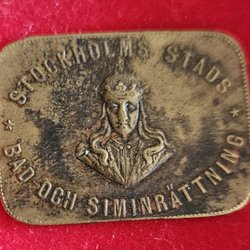 STOCKHOLMS STADS
BAD OCH SIMINRÄTTNING